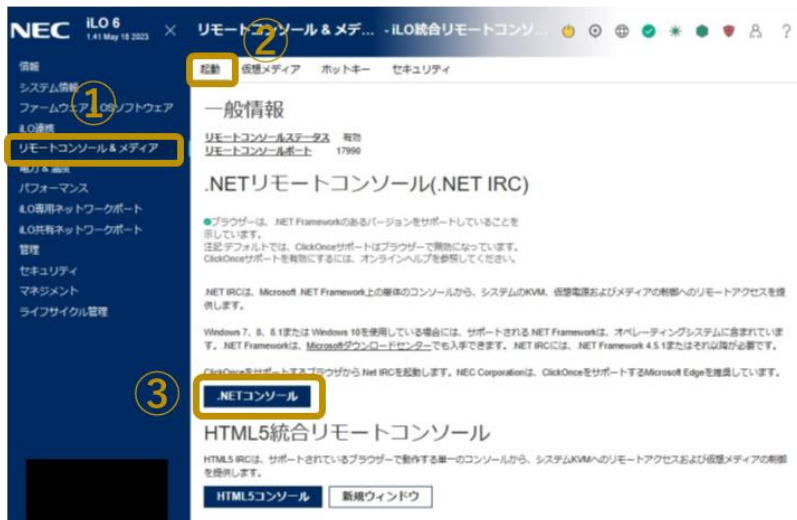 NEC iLO 6
1.41 May 18 2023
×
リモートコンソール & メデ... - iLO統合リモートコンソ...
?
②
情報
システム情報
ファームウェア OSソフトウェア
①
iLO連携
リモートコンソール & メディア
電力 & 温度
パフォーマンス
iLO専用ネットワークポート
iLO共有ネットワークポート
管理
セキュリティ
マネジメント
ライフサイクル管理
起動 仮想メディア ホットキー セキュリティ
一般情報
リモートコンソールステータス 有効
リモートコンソールポート 17990
.NETリモートコンソール(.NET IRC)
ブラウザーは、.NET Frameworkのあるバージョンをサポートしていることを
示しています。
注記:デフォルトでは、ClickOnceサポートはブラウザーで無効になっています。
ClickOnceサポートを有効にするには、オンラインヘルプを参照してください。
.NET IRCは、Microsoft .NET Framework上の単体のコンソールから、システムのKVM、仮想電源およびメディアの制御へのリモートアクセスを提
供します。
Windows 7、8、8.1または Windows 10を使用している場合には、サポートされる.NET Frameworkは、オペレーティングシステムに含まれていま
す。.NET Frameworkは、Microsoftダウンロードセンターでも入手できます。.NET IRCには、.NET Framework 4.5.1またはそれ以降が必要です。
ClickOnceをサポートするブラウザから.Net IRCを起動します。NEC Corporationは、ClickOnceをサポートするMicrosoft Edgeを推奨しています。
③
.NETコンソール
HTML5統合リモートコンソール
HTML5 IRCは、サポートされているブラウザーで動作する単一のコンソールから、システムKVMへのリモートアクセスおよび仮想メディアの制御
を提供します。
HTML5コンソール 新規ウィンドウ